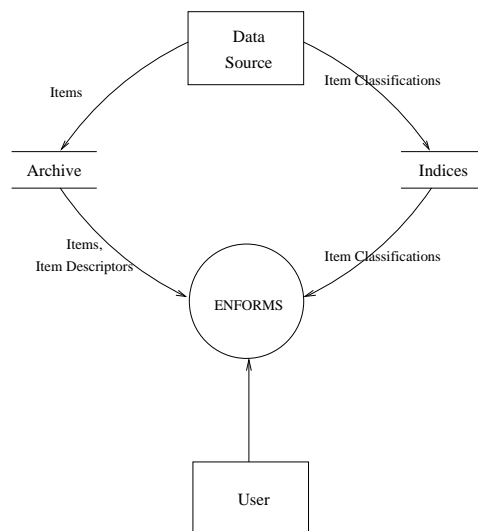 Data
Source
Items
Item Classifications
Archive
Indices
Items,
Item Descriptors
Item Classifications
ENFORMS
User